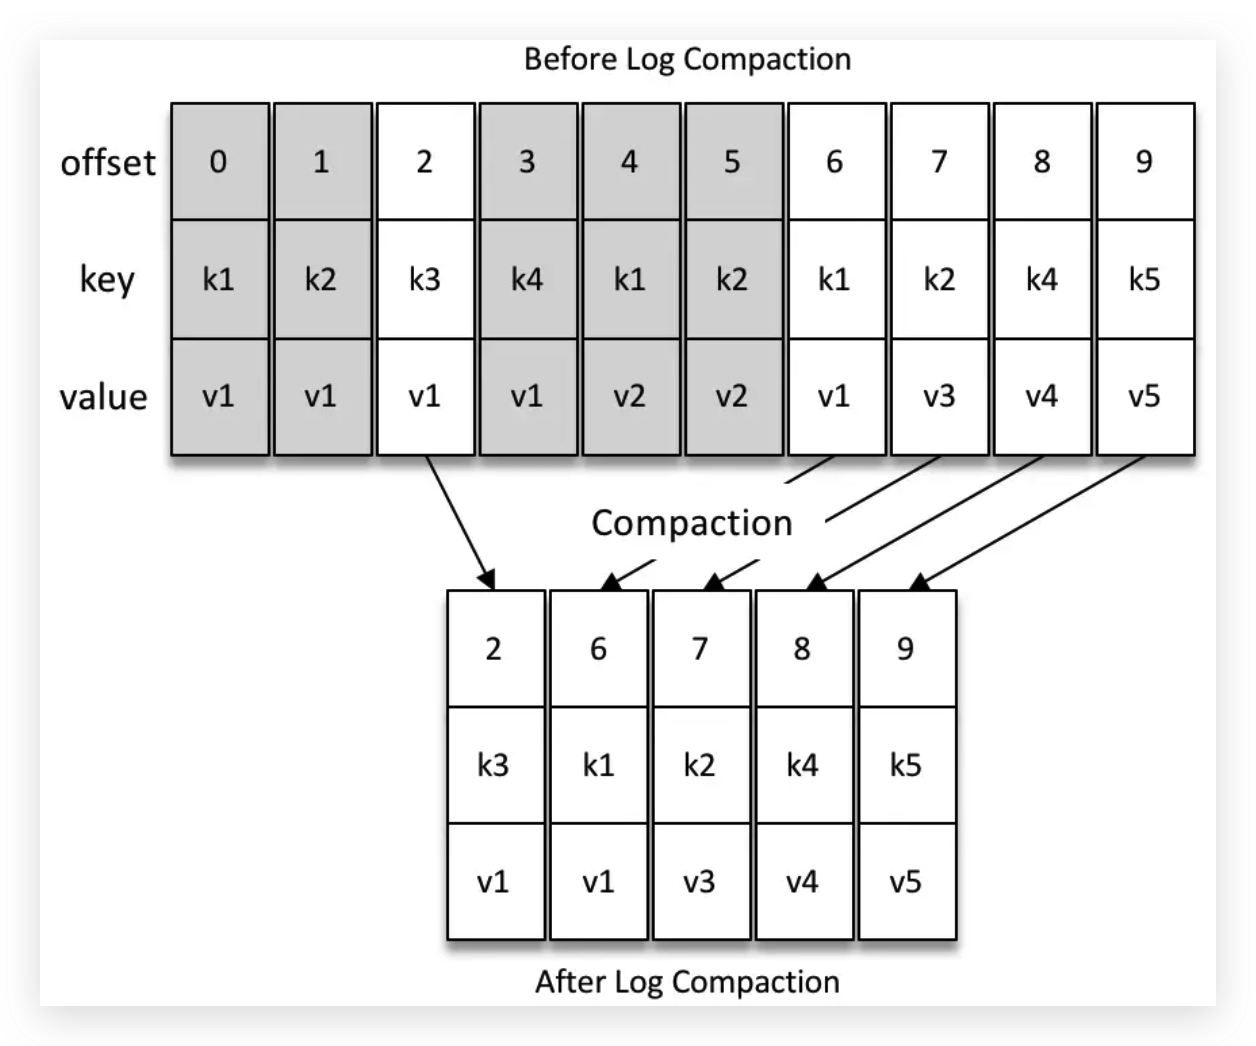 Before Log Compaction
offset 0 1 2 3 4 5 6 7 8 9
key k1 k2 k3 k4 k1 k2 k1 k2 k4 k5
value v1 v1 v1 v1 v2 v2 v1 v3 v4 v5
Compaction
2 6 7 8 9
k3 k1 k2 k4 k5
v1 v1 v3 v4 v5
After Log Compaction